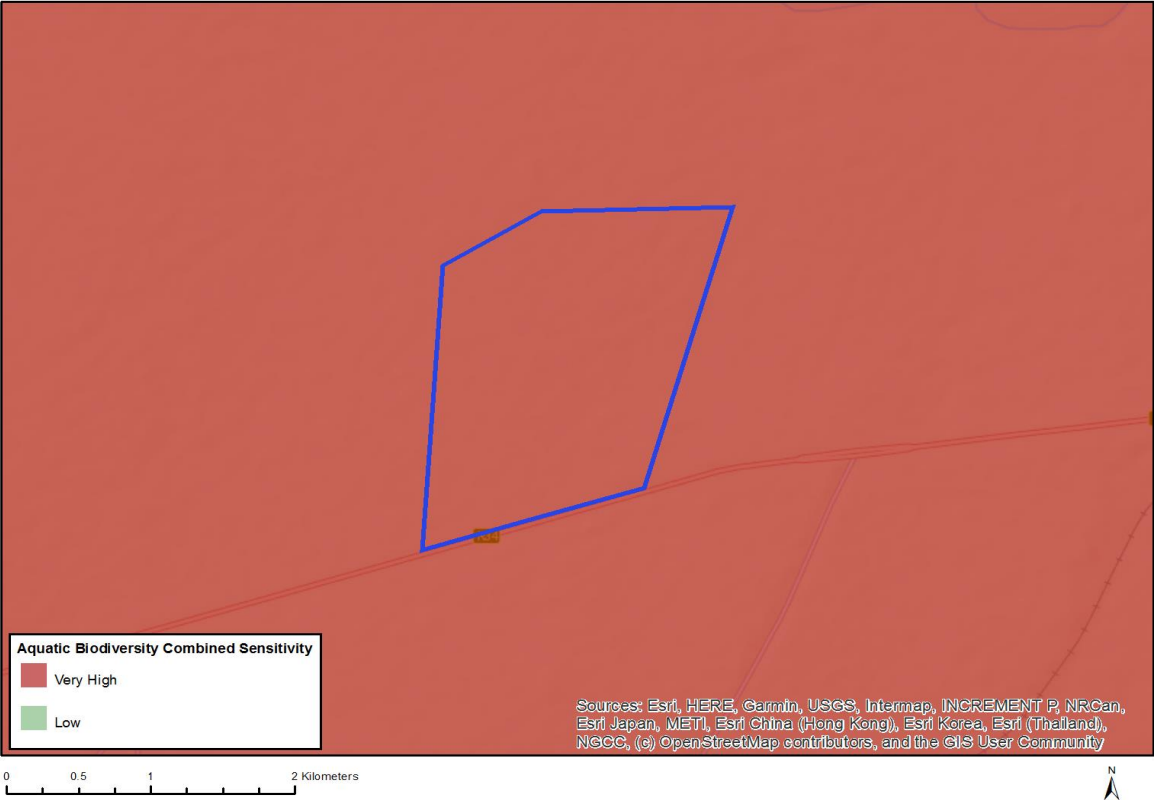 Aquatic Biodiversity Combined Sensitivity
Very High
Low
Sources: Esri, HERE, Garmin, USGS, Intermap, INCREMENT P, NRCan,
Esri Japan, METI, Esri China (Hong Kong), Esri Korea, Esri (Thailand),
NGCC, (c) OpenStreetMap contributors, and the GIS User Community
0 0.5 1 2 Kilometers
N